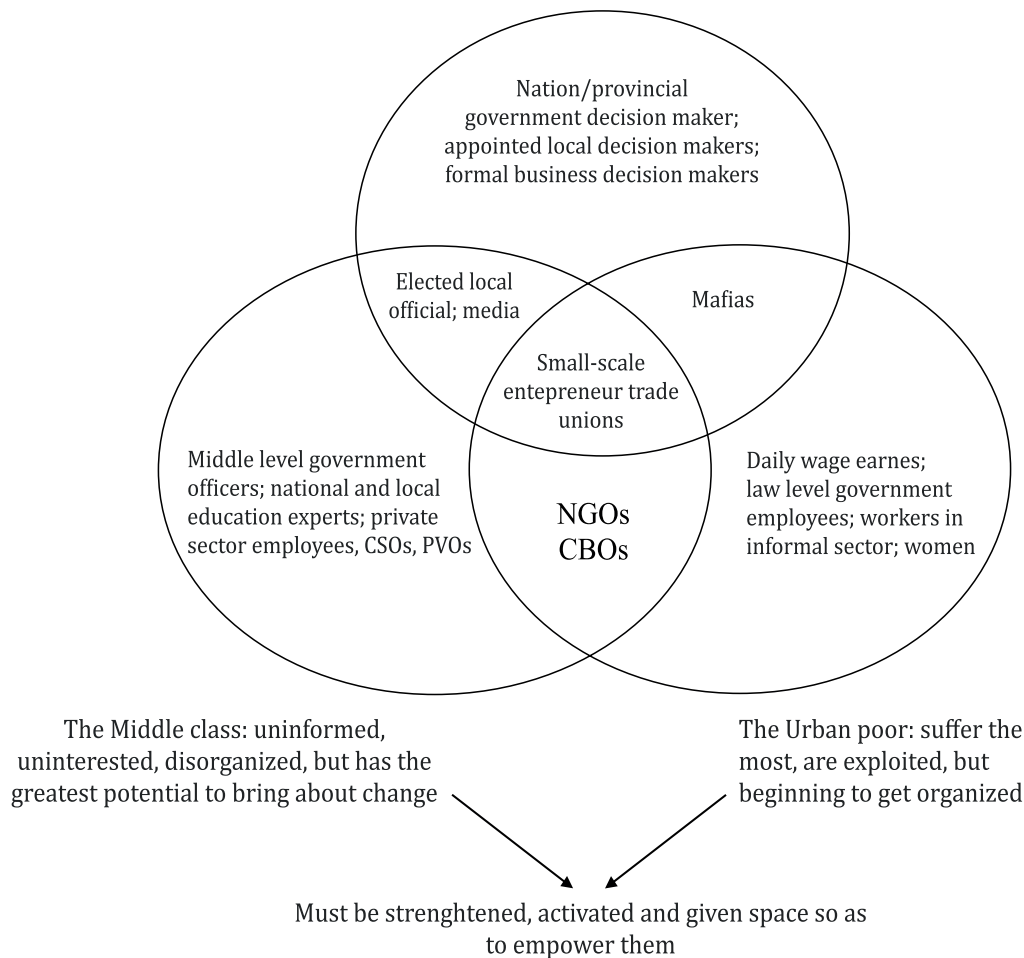 Nation/provincial
government decision maker;
appointed local decision makers;
formal business decision makers
Elected local
official; media
Mafias
Small-scale
entepreneur trade
unions
Middle level government
officers; national and local
education experts; private
sector employees, CSOs, PVOs
NGOs
CBOs
Daily wage earnes;
law level government
employees; workers in
informal sector; women
The Middle class: uninformed,
uninterested, disorganized, but has the
greatest potential to bring about change
The Urban poor: suffer the
most, are exploited, but
beginning to get organized
Must be strenghtened, activated and given space so as
to empower them